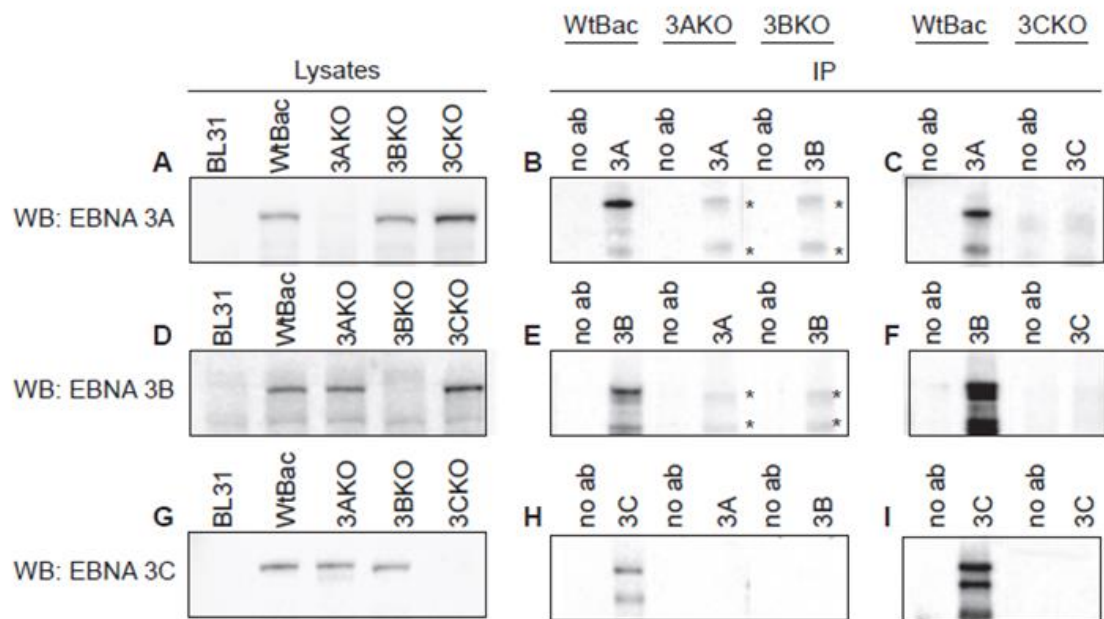 WtBac 3AKO 3BKO WtBac 3CKO
Lysates IP
A BL31 WtBac 3AKO 3BKO 3CKO B no ab 3A no ab 3A no ab 3B C no ab 3A no ab 3C
WB: EBNA 3A
*
*
*
*
D BL31 WtBac 3AKO 3BKO 3CKO E no ab 3B no ab 3A no ab 3B F no ab 3B no ab 3C
WB: EBNA 3B
*
*
*
*
G BL31 WtBac 3AKO 3BKO 3CKO H no ab 3C no ab 3A no ab 3B I no ab 3C no ab 3C
WB: EBNA 3C